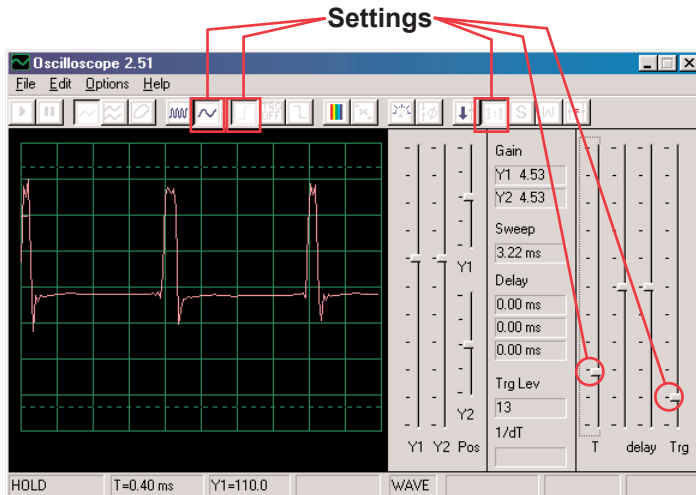 Settings
Oscilloscope 2.51
File Edit Options Help
TRG OFF
S
W
Gain
Y1 4.53
Y2 4.53
Sweep
3.22 ms
Y1
Delay
0.00 ms
0.00 ms
0.00 ms
Trg Lev
13
Y2
1/dT
Y1 Y2 Pos
T delay Trg
HOLD T=0.40 ms Y1=110.0 WAVE